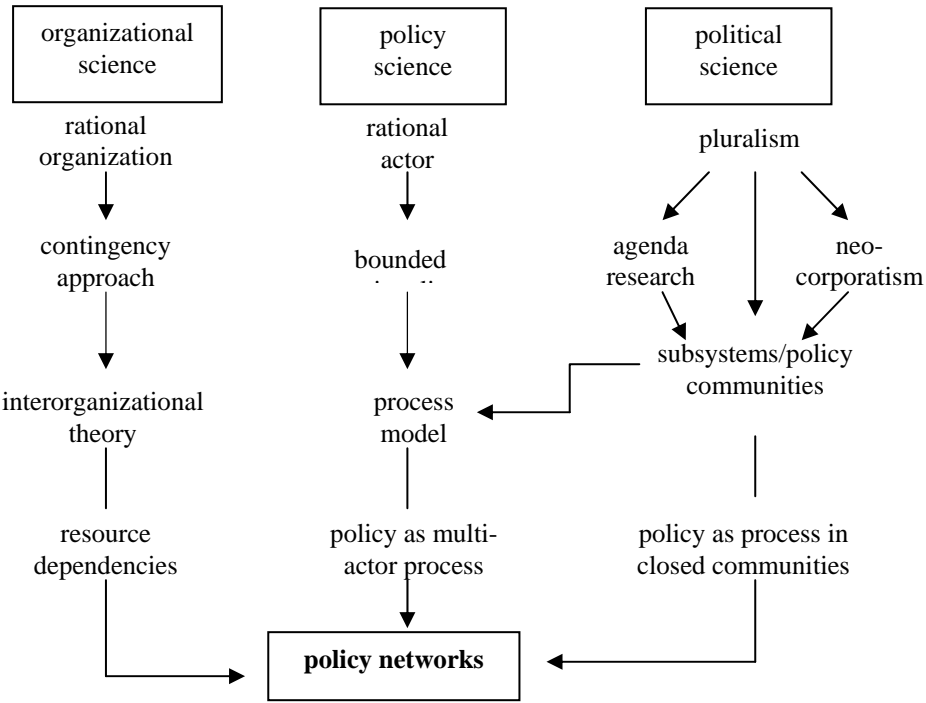 organizational
science
policy
science
political
science
rational
organization
rational
actor
pluralism
contingency
approach
bounded
agenda
research
neo-
corporatism
subsystems/policy
communities
interorganizational
theory
process
model
resource
dependencies
policy as multi-
actor process
policy as process in
closed communities
policy networks